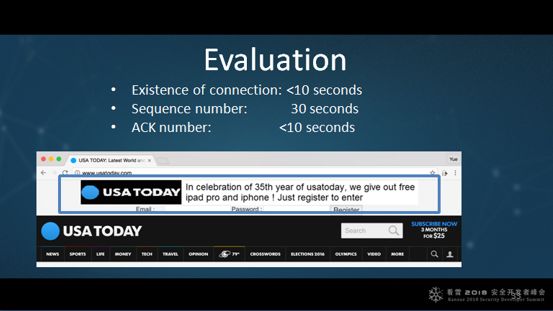 Evaluation
• Existence of connection: <10 seconds
• Sequence number: 30 seconds
• ACK number: <10 seconds
USA TODAY: Latest World and × Yue
www.usatoday.com
USA TODAY In celebration of 35th year of usatoday, we give out free
ipad pro and iphone ! Just register to enter
Email : Password : Register
USA TODAY Search SUBSCRIBE NOW
3 MONTHS
FOR $25
NEWS SPORTS LIFE MONEY TECH TRAVEL OPINION 79° CROSSWORDS ELECTIONS 2016 OLYMPICS VIDEO MORE
看雪 2018 安全开发者峰会
Kanxue 2018 Security Developer Summit